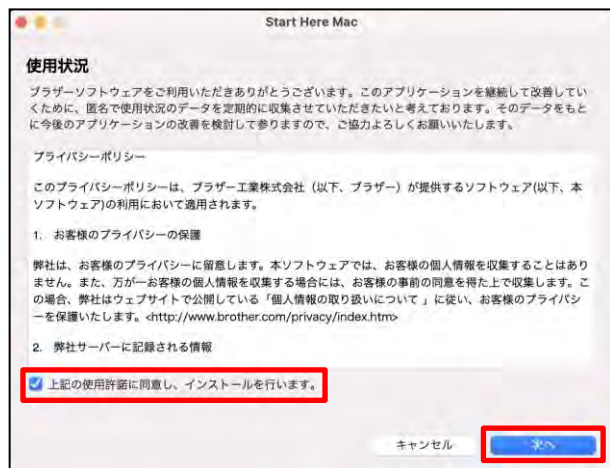 Start Here Mac
使用状況
ブラザーソフトウェアをご利用いただきありがとうございます。このアプリケーションを継続して改善してい
くために、匿名で使用状況のデータを定期的に収集させていただきたいと考えております。そのデータをもと
に今後のアプリケーションの改善を検討して参りますので、ご協力よろしくお願いいたします。
プライバシーポリシー
このプライバシーポリシーは、ブラザー工業株式会社（以下、ブラザー）が提供するソフトウェア(以下、本
ソフトウェア)の利用において適用されます。
1. お客様のプライバシーの保護
弊社は、お客様のプライバシーに留意します。本ソフトウェアでは、お客様の個人情報を収集することはあり
ません。また、万が一お客様の個人情報を収集する場合には、お客様の事前の同意を得た上で収集します。こ
の場合、弊社はウェブサイトで公開している「個人情報の取り扱いについて 」に従い、お客様のプライバシ
ーを保護いたします。<http://www.brother.com/privacy/index.htm>
2. 弊社サーバーに記録される情報
上記の使用許諾に同意し、インストールを行います。
キャンセル
次へ